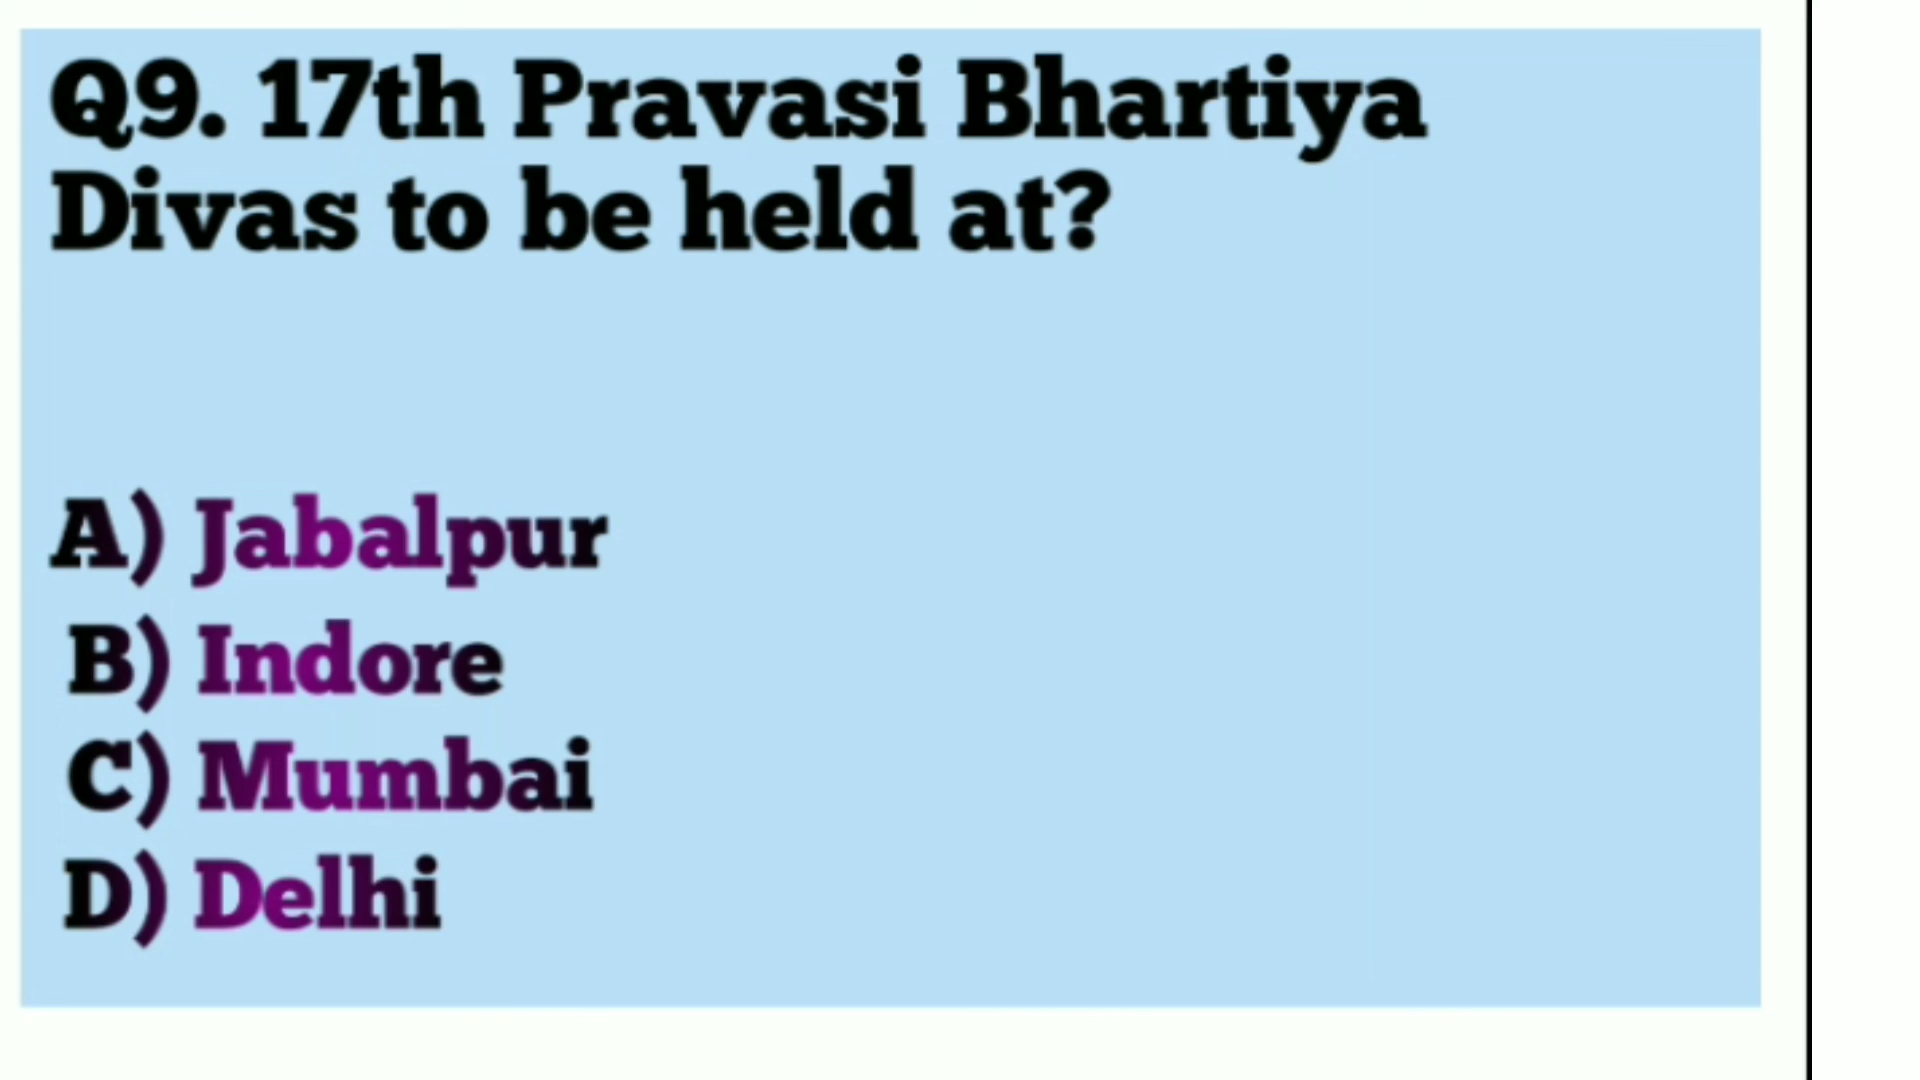 Q9. 17th Pravasi Bhartiya
Divas to be held at?
A) Jabalpur
B) Indore
C) Mumbai
D) Delhi